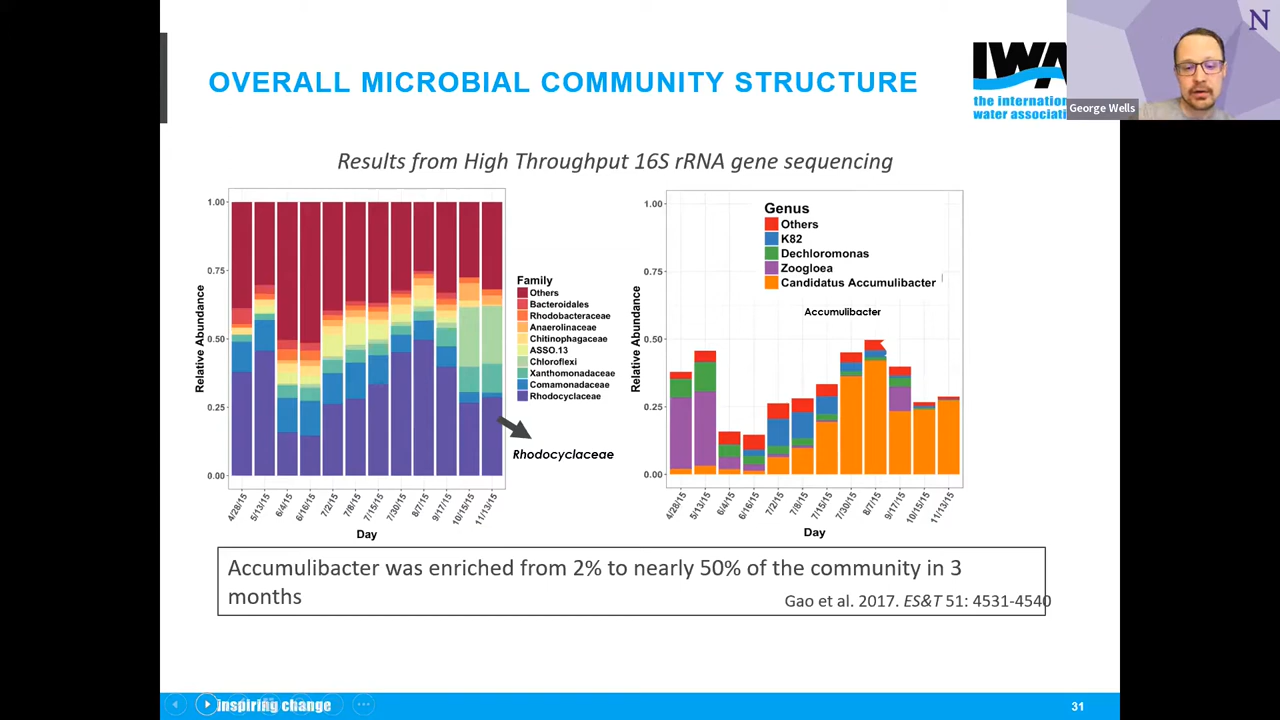 N
OVERALL MICROBIAL COMMUNITY STRUCTURE
IWA
the internation
water associati
George Wells
Results from High Throughput 16S rRNA gene sequencing
1.00
0.75
0.50
0.25
0.00
Relative Abundance
4/28/15
5/13/15
6/4/15
6/16/15
7/2/15
7/8/15
7/15/15
7/30/15
8/7/15
9/17/15
10/15/15
11/13/15
Day
Family
Others
Bacteroidales
Rhodobacteraceae
Anaerolinaceae
Chitinophagaceae
ASSO.13
Chloroflexi
Xanthomonadaceae
Comamonadaceae
Rhodocyclaceae
Rhodocyclaceae
1.00
0.75
0.50
0.25
0.00
Relative Abundance
Genus
Others
K82
Dechloromonas
Zoogloea
Candidatus Accumulibacter
Accumulibacter
4/28/15
5/13/15
6/4/15
6/16/15
7/2/15
7/8/15
7/15/15
7/30/15
8/7/15
9/17/15
10/15/15
11/13/15
Day
Accumulibacter was enriched from 2% to nearly 50% of the community in 3
months
Gao et al. 2017. ES&T 51: 4531-4540
inspiring change
31